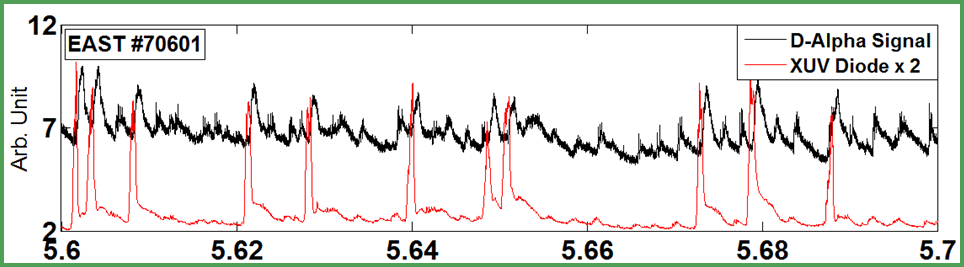 12
EAST #70601
D-Alpha Signal
XUV Diode x 2
Arb. Unit
7
2
5.6 5.62 5.64 5.66 5.68 5.7